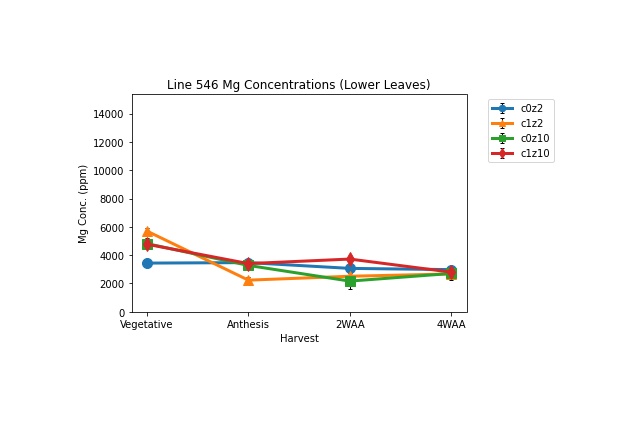 Line 546 Mg Concentrations (Lower Leaves)
14000
12000
10000
8000
6000
4000
2000
0
Mg Conc. (ppm)
Vegetative Anthesis 2WAA 4WAA
Harvest
c0z2
c1z2
c0z10
c1z10